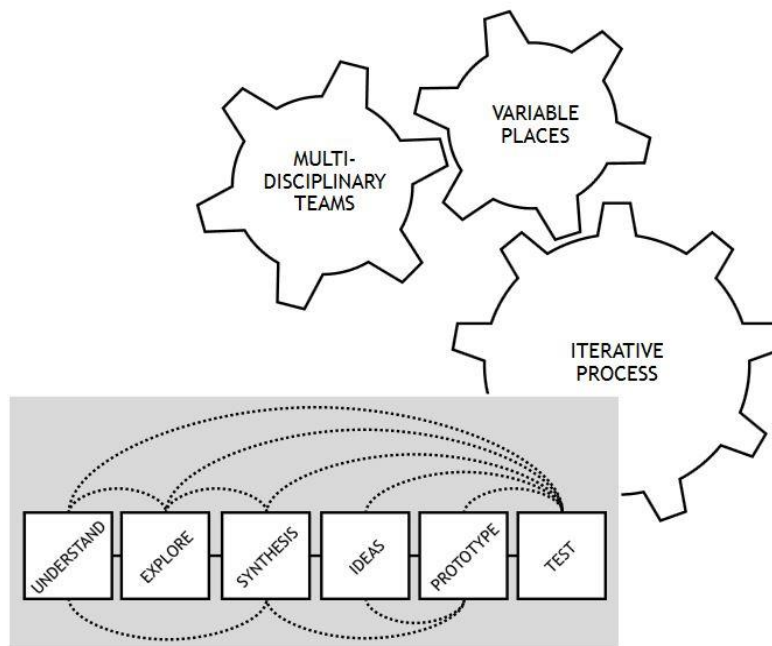 VARIABLE
PLACES
MULTI-
DISCIPLINARY
TEAMS
ITERATIVE
PROCESS
UNDERSTAND
EXPLORE
SYNTHESIS
IDEAS
PROTOTYPE
TEST